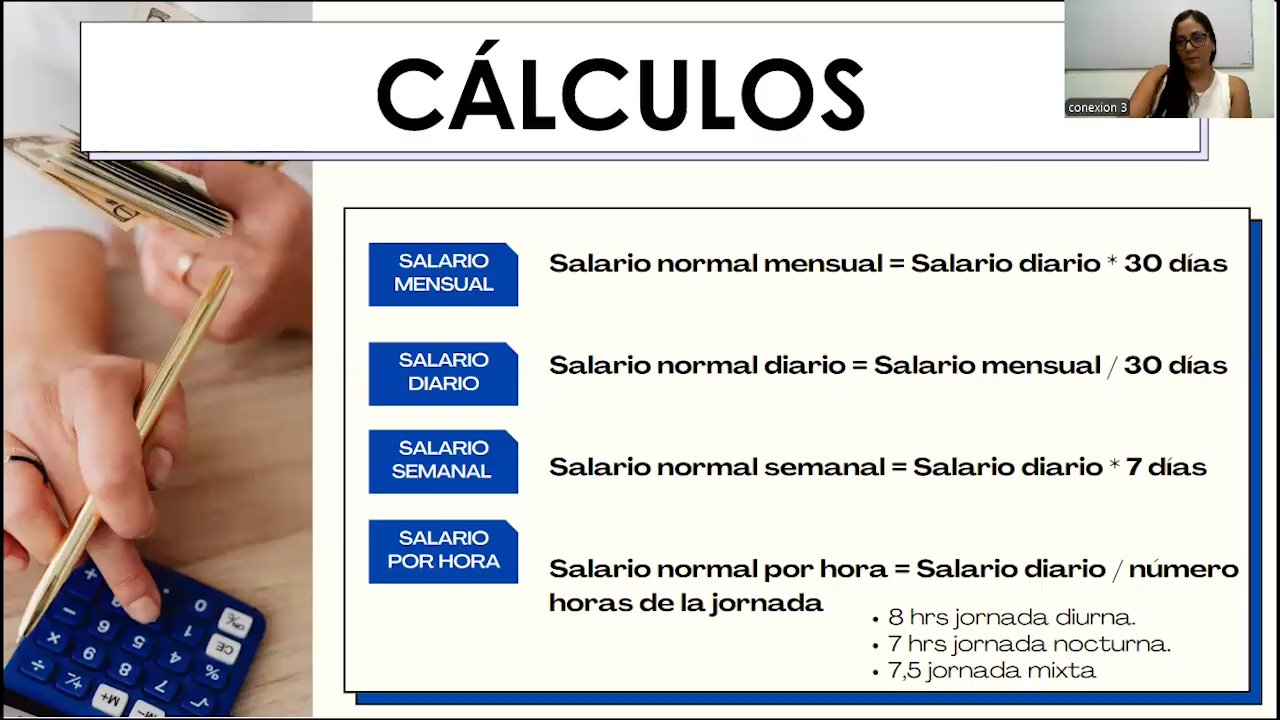 CÁLCULOS
conexion 3
SALARIO
MENSUAL
Salario normal mensual = Salario diario * 30 días
SALARIO
DIARIO
Salario normal diario = Salario mensual / 30 días
SALARIO
SEMANAL
Salario normal semanal = Salario diario * 7 días
SALARIO
POR HORA
Salario normal por hora = Salario diario / número
horas de la jornada
• 8 hrs jornada diurna.
• 7 hrs jornada nocturna.
• 7,5 jornada mixta